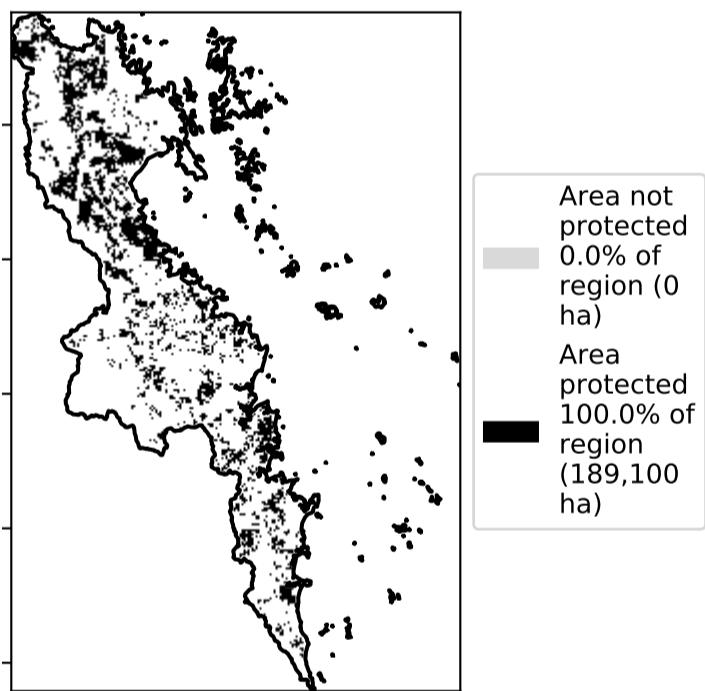 Area not
protected
0.0% of
region (0
ha)
Area
protected
100.0% of
region
(189,100
ha)